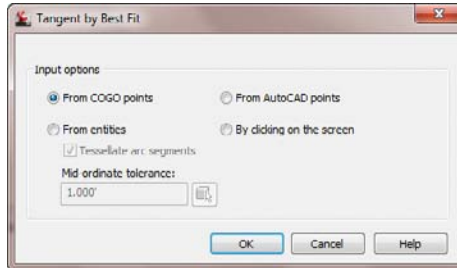 Tangent by Best Fit
Input options
From COGO points
From AutoCAD points
From entities
By clicking on the screen
Tessellate arc segments
Mid-ordinate tolerance:
1.000'
OK
Cancel
Help